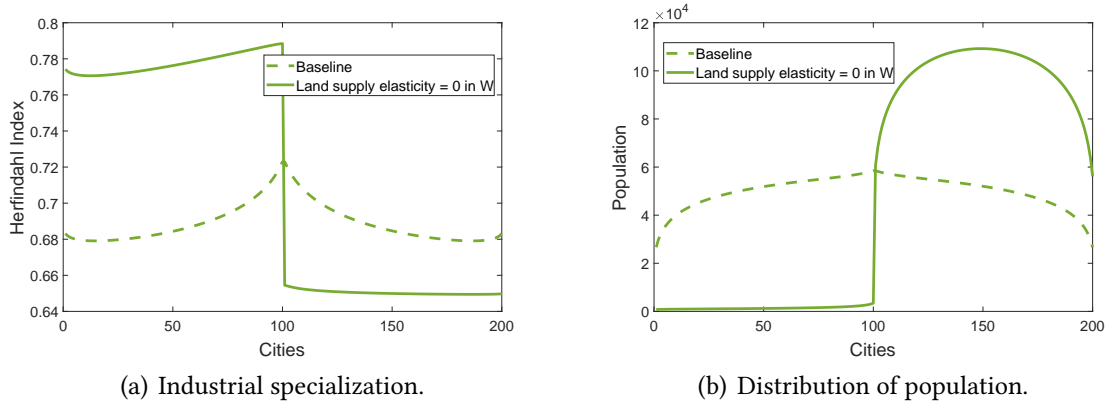 0.8
0.78
0.76
0.74
0.72
0.7
0.68
0.66
0.64
0
50
100
150
200
Herfindahl Index
Cities
Baseline
Land supply elasticity = 0 in W
(a) Industrial specialization.
×10⁴
12
10
8
6
4
2
0
0
50
100
150
200
Population
Cities
Baseline
Land supply elasticity = 0 in W
(b) Distribution of population.